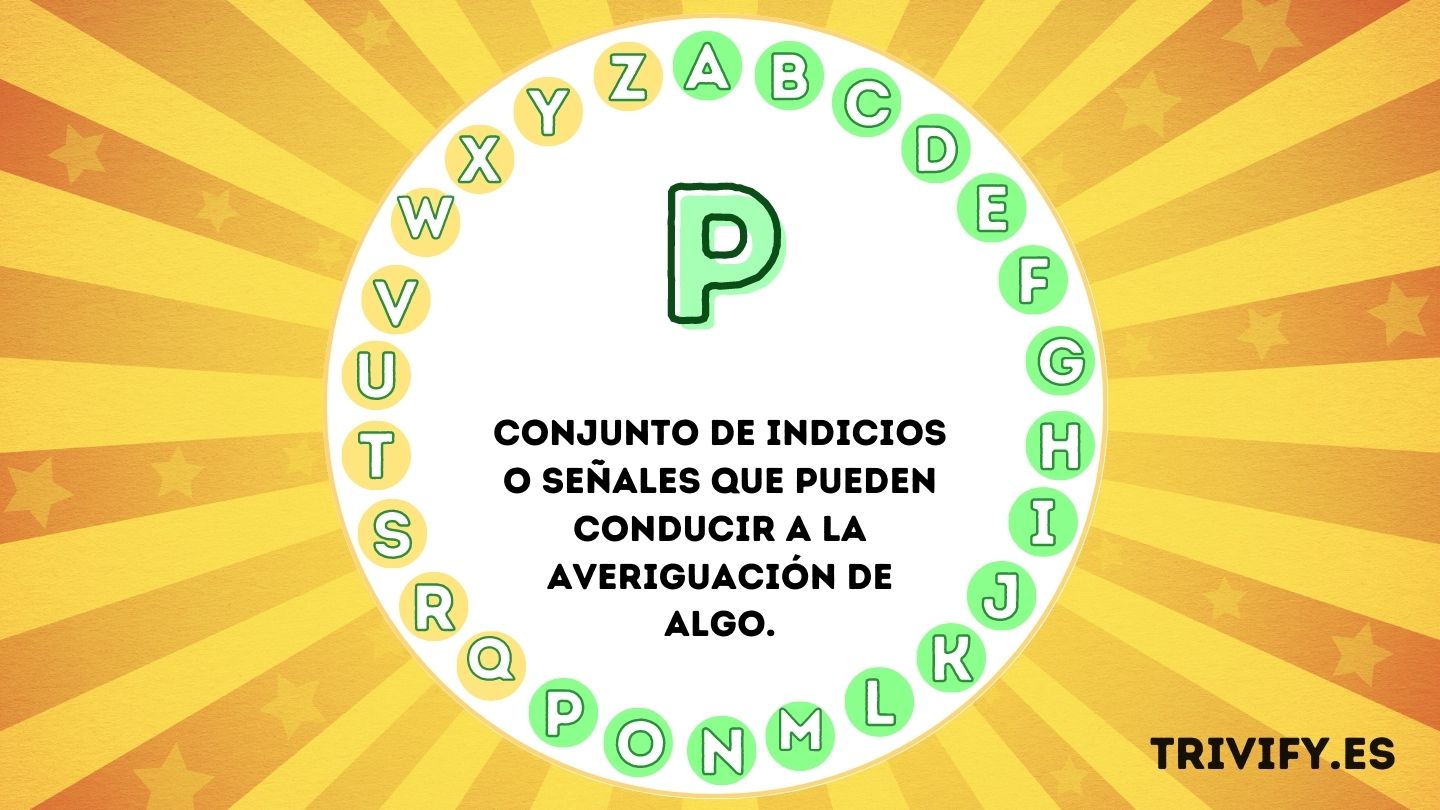 A
B
C
D
E
F
G
H
I
J
K
L
M
N
O
P
Q
R
S
T
U
V
W
X
Y
Z
P
CONJUNTO DE INDICIOS
O SEÑALES QUE PUEDEN
CONDUCIR A LA
AVERIGUACIÓN DE
ALGO.
TRIVIFY.ES